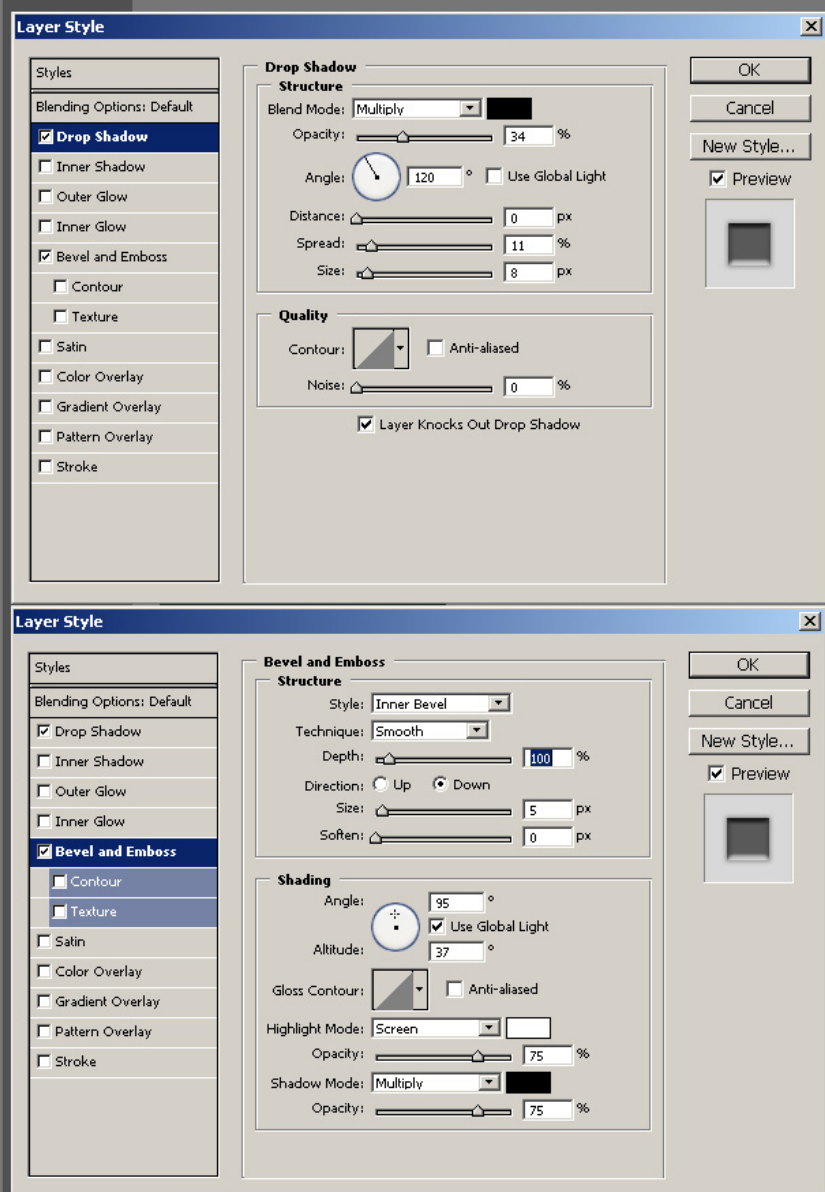 Layer Style
Styles
Blending Options: Default
Drop Shadow
Inner Shadow
Outer Glow
Inner Glow
Bevel and Emboss
Contour
Texture
Satin
Color Overlay
Gradient Overlay
Pattern Overlay
Stroke
Drop Shadow
Structure
Blend Mode: Multiply
Opacity: 34 %
Angle: 120 ° Use Global Light
Distance: 0 px
Spread: 11 %
Size: 8 px
Quality
Contour: Anti-aliased
Noise: 0 %
Layer Knocks Out Drop Shadow
OK
Cancel
New Style...
Preview
Layer Style
Styles
Blending Options: Default
Drop Shadow
Inner Shadow
Outer Glow
Inner Glow
Bevel and Emboss
Contour
Texture
Satin
Color Overlay
Gradient Overlay
Pattern Overlay
Stroke
Bevel and Emboss
Structure
Style: Inner Bevel
Technique: Smooth
Depth: 100 %
Direction: Up Down
Size: 5 px
Soften: 0 px
Shading
Angle: 95 °
Use Global Light
Altitude: 37 °
Gloss Contour: Anti-aliased
Highlight Mode: Screen
Opacity: 75 %
Shadow Mode: Multiply
Opacity: 75 %
OK
Cancel
New Style...
Preview